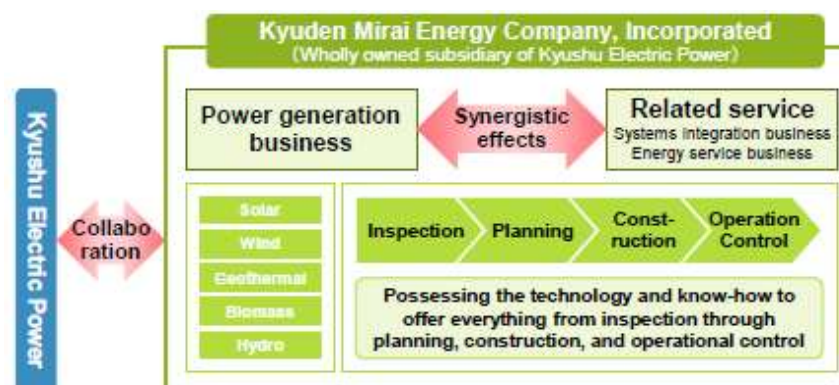 Kyuden Mirai Energy Company, Incorporated
(Wholly owned subsidiary of Kyushu Electric Power)
Kyushu Electric Power
Collabo
ration
Power generation
business
Synergistic
effects
Related service
Systems integration business
Energy service business
Solar
Wind
Geothermal
Biomass
Hydro
Inspection
Planning
Const-
ruction
Operation
Control
Possessing the technology and know-how to
offer everything from inspection through
planning, construction, and operational control